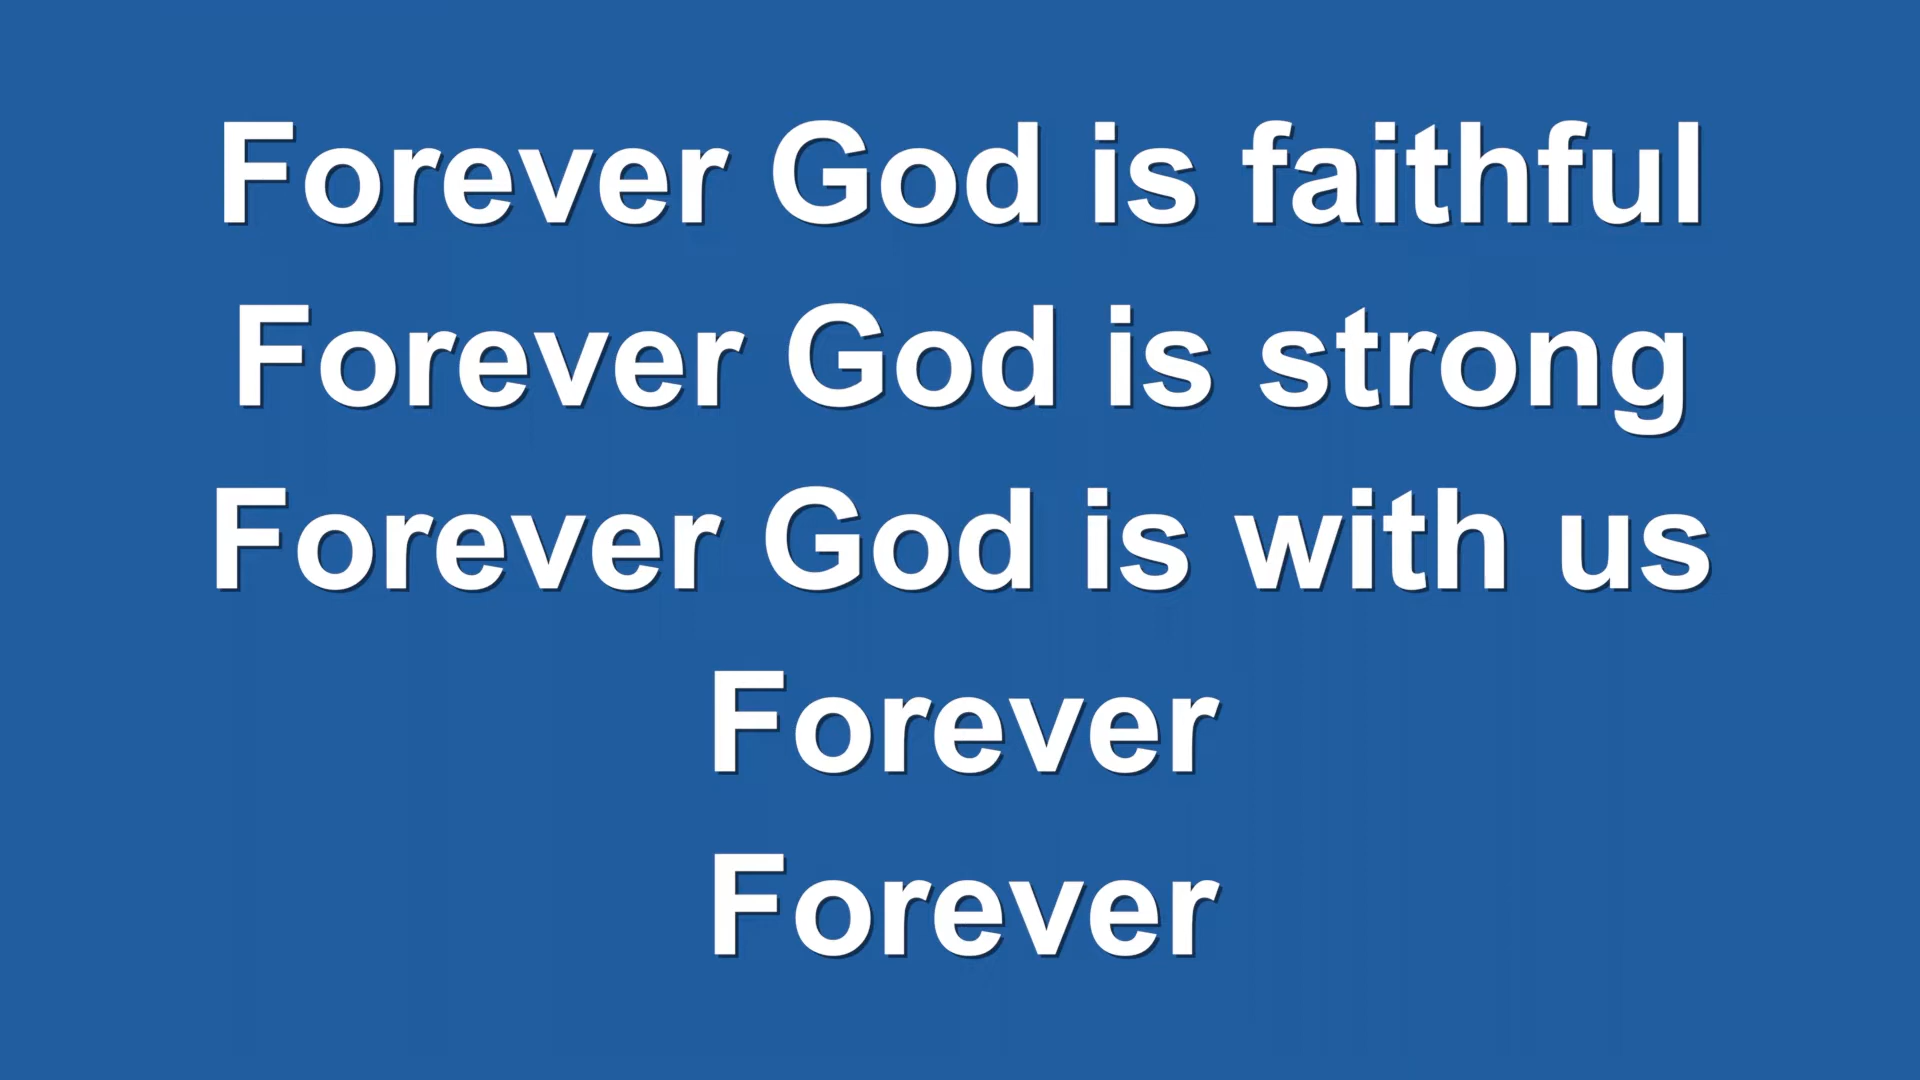 Forever God is faithful
Forever God is strong
Forever God is with us
Forever
Forever